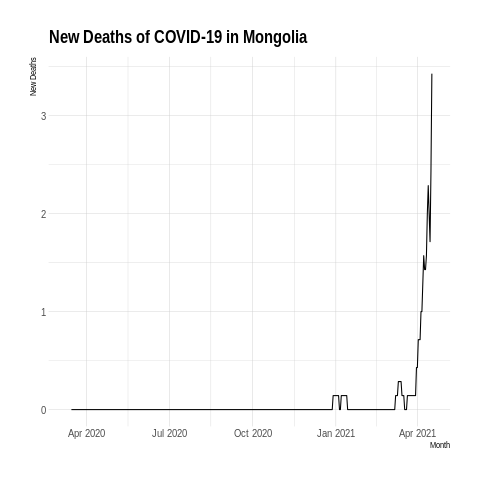 New Deaths of COVID-19 in Mongolia
New Deaths
3
2
1
0
Apr 2020 Jul 2020 Oct 2020 Jan 2021 Apr 2021
Month